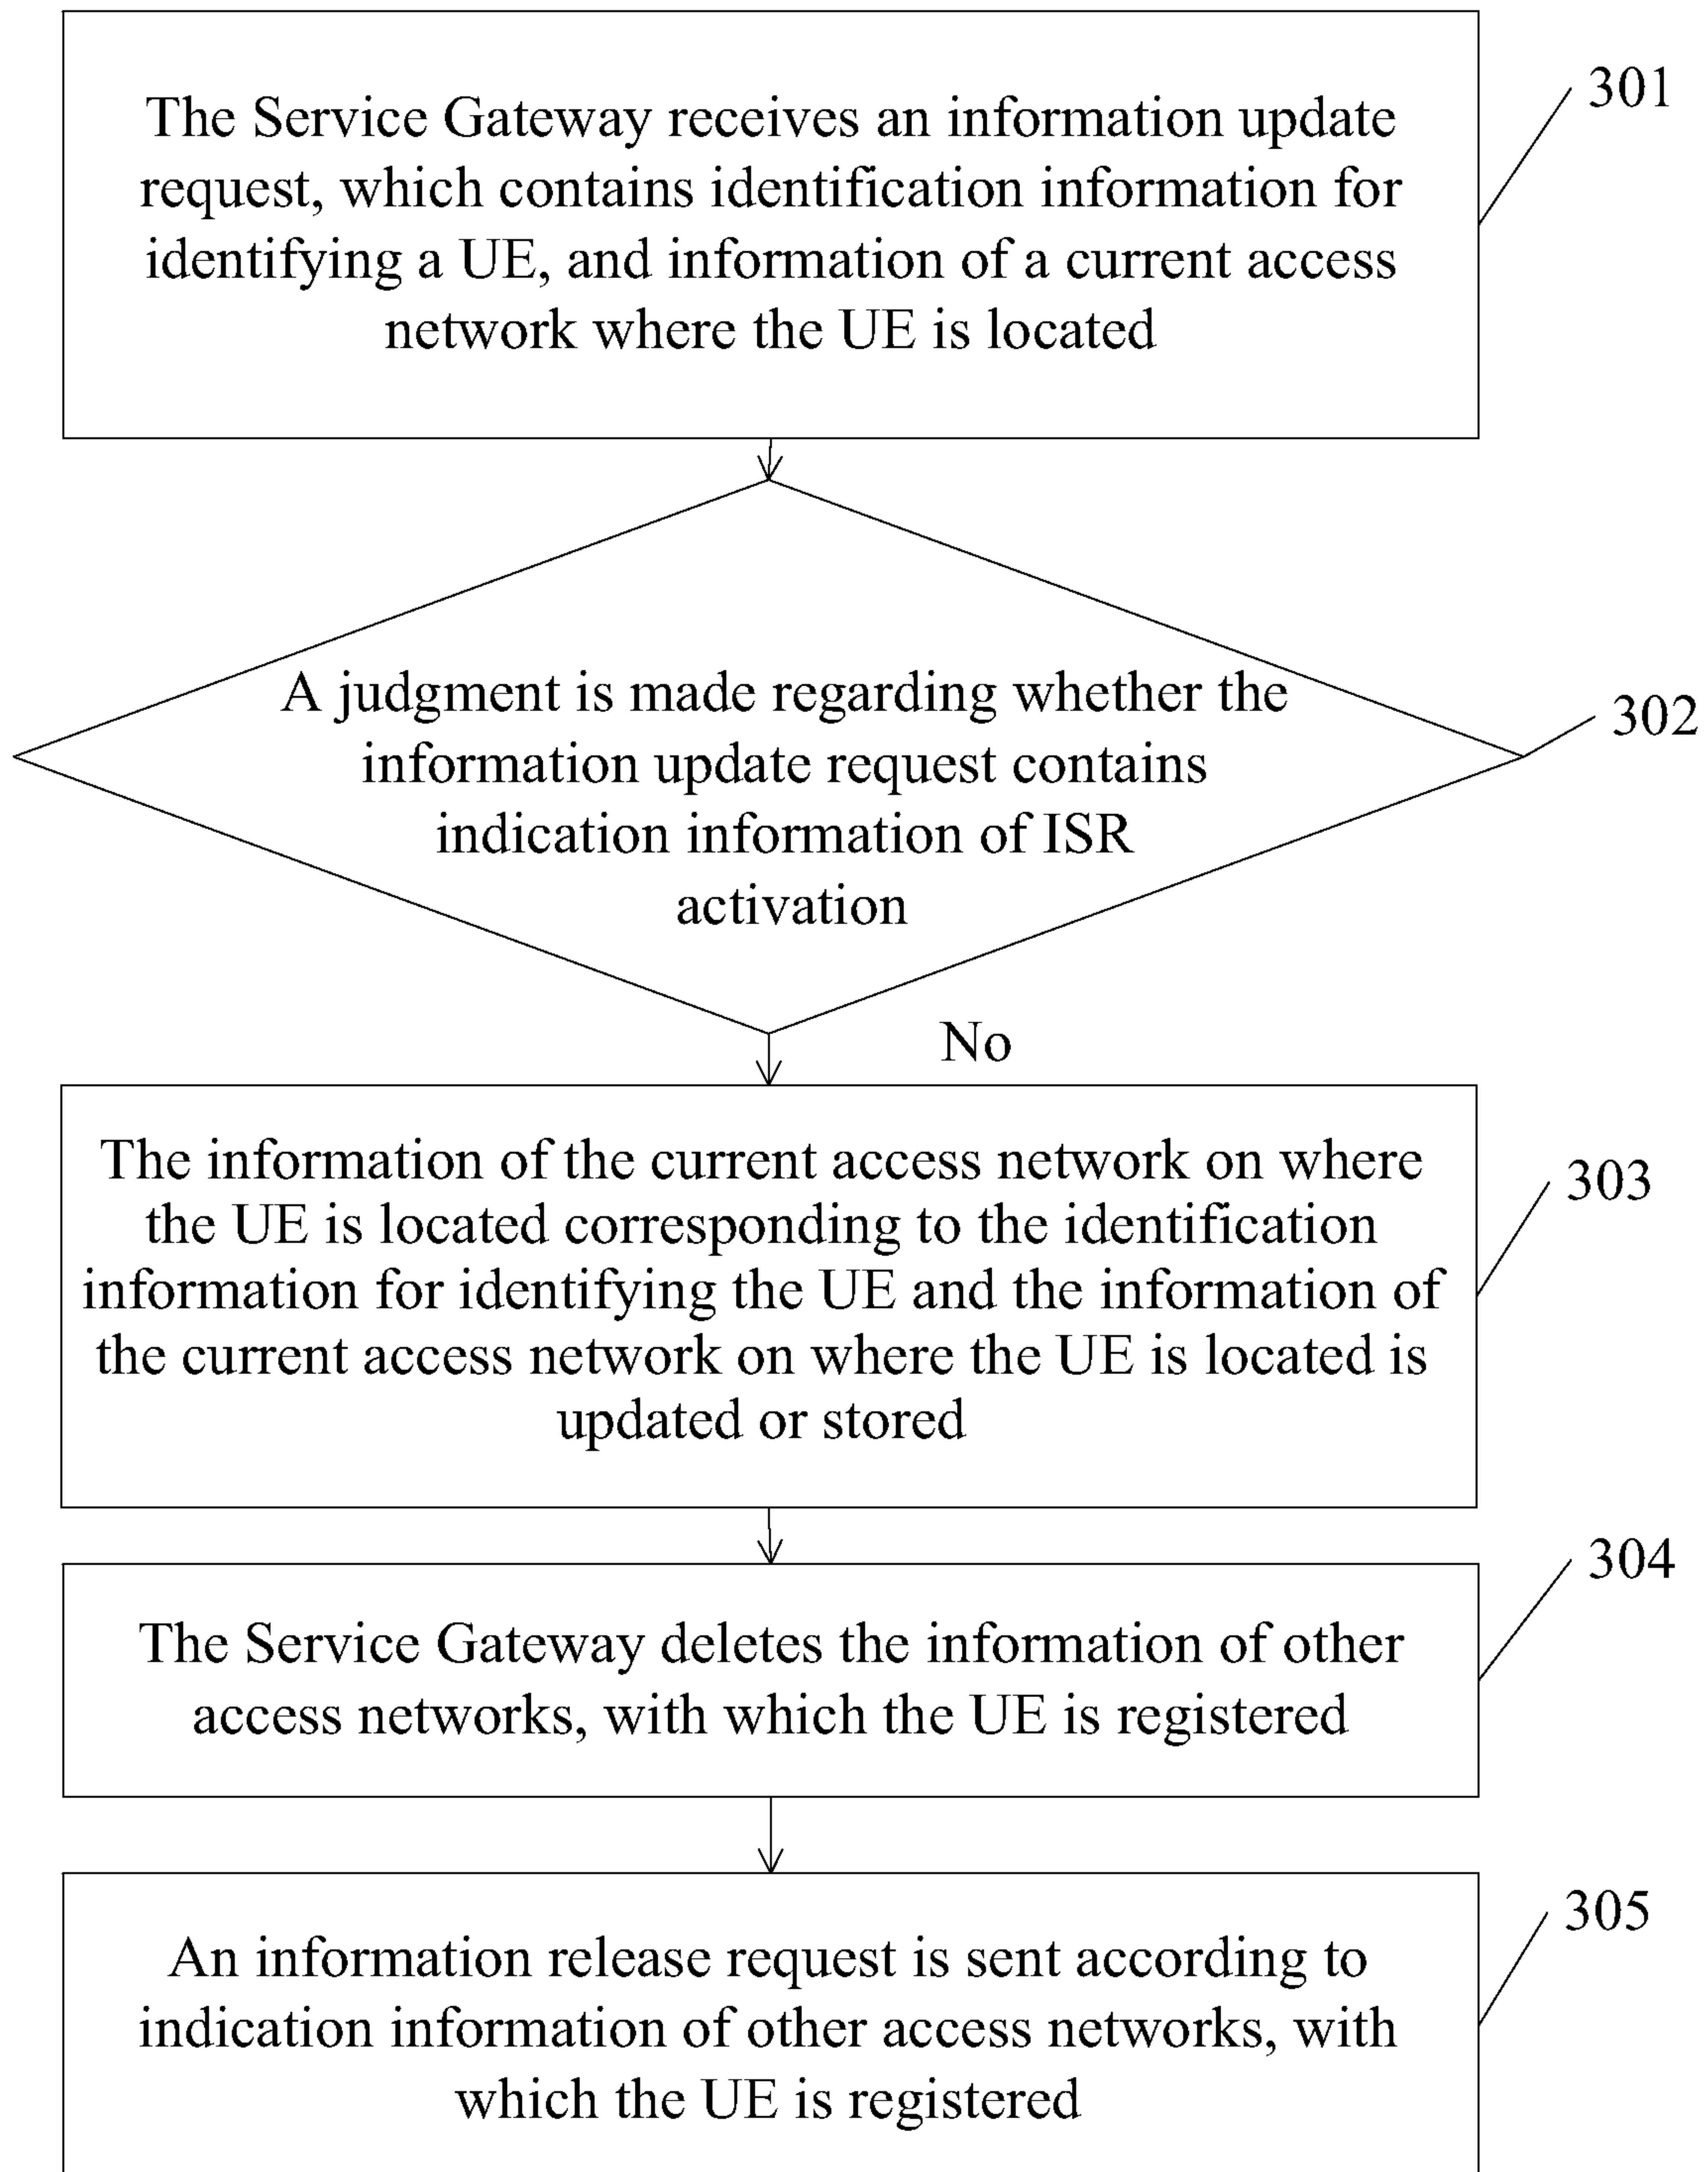 The Service Gateway receives an information update
request, which contains identification information for
identifying a UE, and information of a current access
network where the UE is located
301
A judgment is made regarding whether the
information update request contains
indication information of ISR
activation
302
No
The information of the current access network on where
the UE is located corresponding to the identification
information for identifying the UE and the information of
the current access network on where the UE is located is
updated or stored
303
The Service Gateway deletes the information of other
access networks, with which the UE is registered
304
An information release request is sent according to
indication information of other access networks, with
which the UE is registered
305